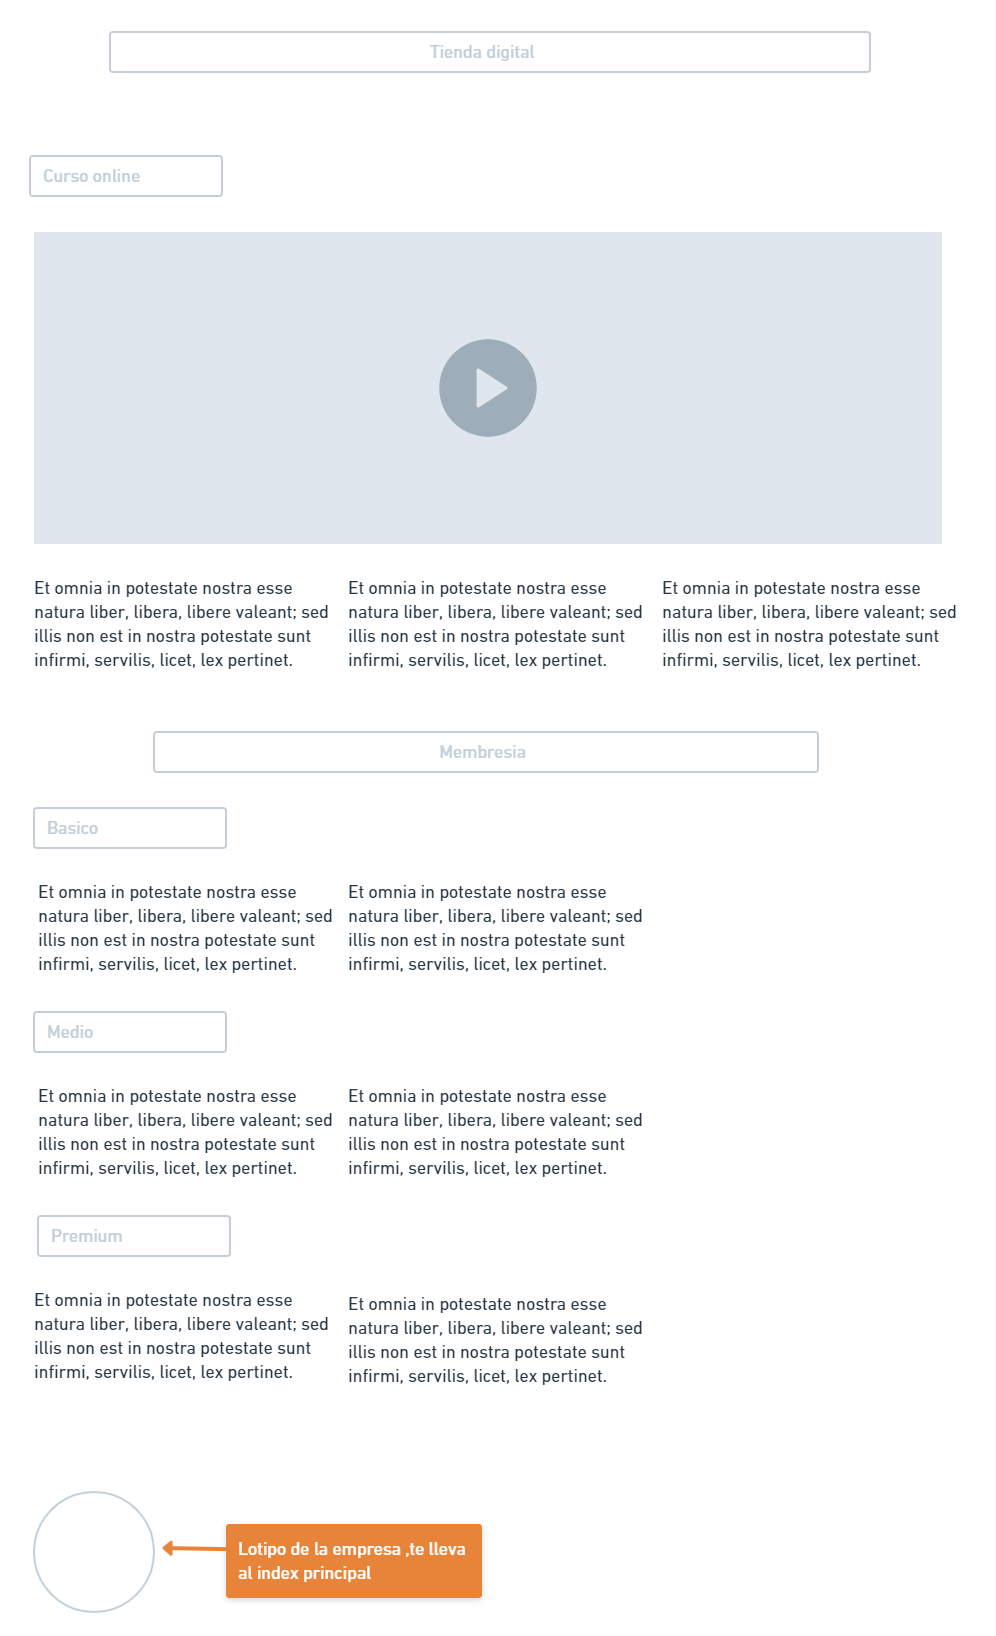 Tienda digital
Curso online
Et omnia in potestate nostra esse
natura liber, libera, libere valeant; sed
illis non est in nostra potestate sunt
infirmi, servilis, licet, lex pertinet.
Et omnia in potestate nostra esse
natura liber, libera, libere valeant; sed
illis non est in nostra potestate sunt
infirmi, servilis, licet, lex pertinet.
Et omnia in potestate nostra esse
natura liber, libera, libere valeant; sed
illis non est in nostra potestate sunt
infirmi, servilis, licet, lex pertinet.
Membresia
Basico
Et omnia in potestate nostra esse
natura liber, libera, libere valeant; sed
illis non est in nostra potestate sunt
infirmi, servilis, licet, lex pertinet.
Et omnia in potestate nostra esse
natura liber, libera, libere valeant; sed
illis non est in nostra potestate sunt
infirmi, servilis, licet, lex pertinet.
Medio
Et omnia in potestate nostra esse
natura liber, libera, libere valeant; sed
illis non est in nostra potestate sunt
infirmi, servilis, licet, lex pertinet.
Et omnia in potestate nostra esse
natura liber, libera, libere valeant; sed
illis non est in nostra potestate sunt
infirmi, servilis, licet, lex pertinet.
Premium
Et omnia in potestate nostra esse
natura liber, libera, libere valeant; sed
illis non est in nostra potestate sunt
infirmi, servilis, licet, lex pertinet.
Et omnia in potestate nostra esse
natura liber, libera, libere valeant; sed
illis non est in nostra potestate sunt
infirmi, servilis, licet, lex pertinet.
Lotipo de la empresa ,te lleva
al index principal